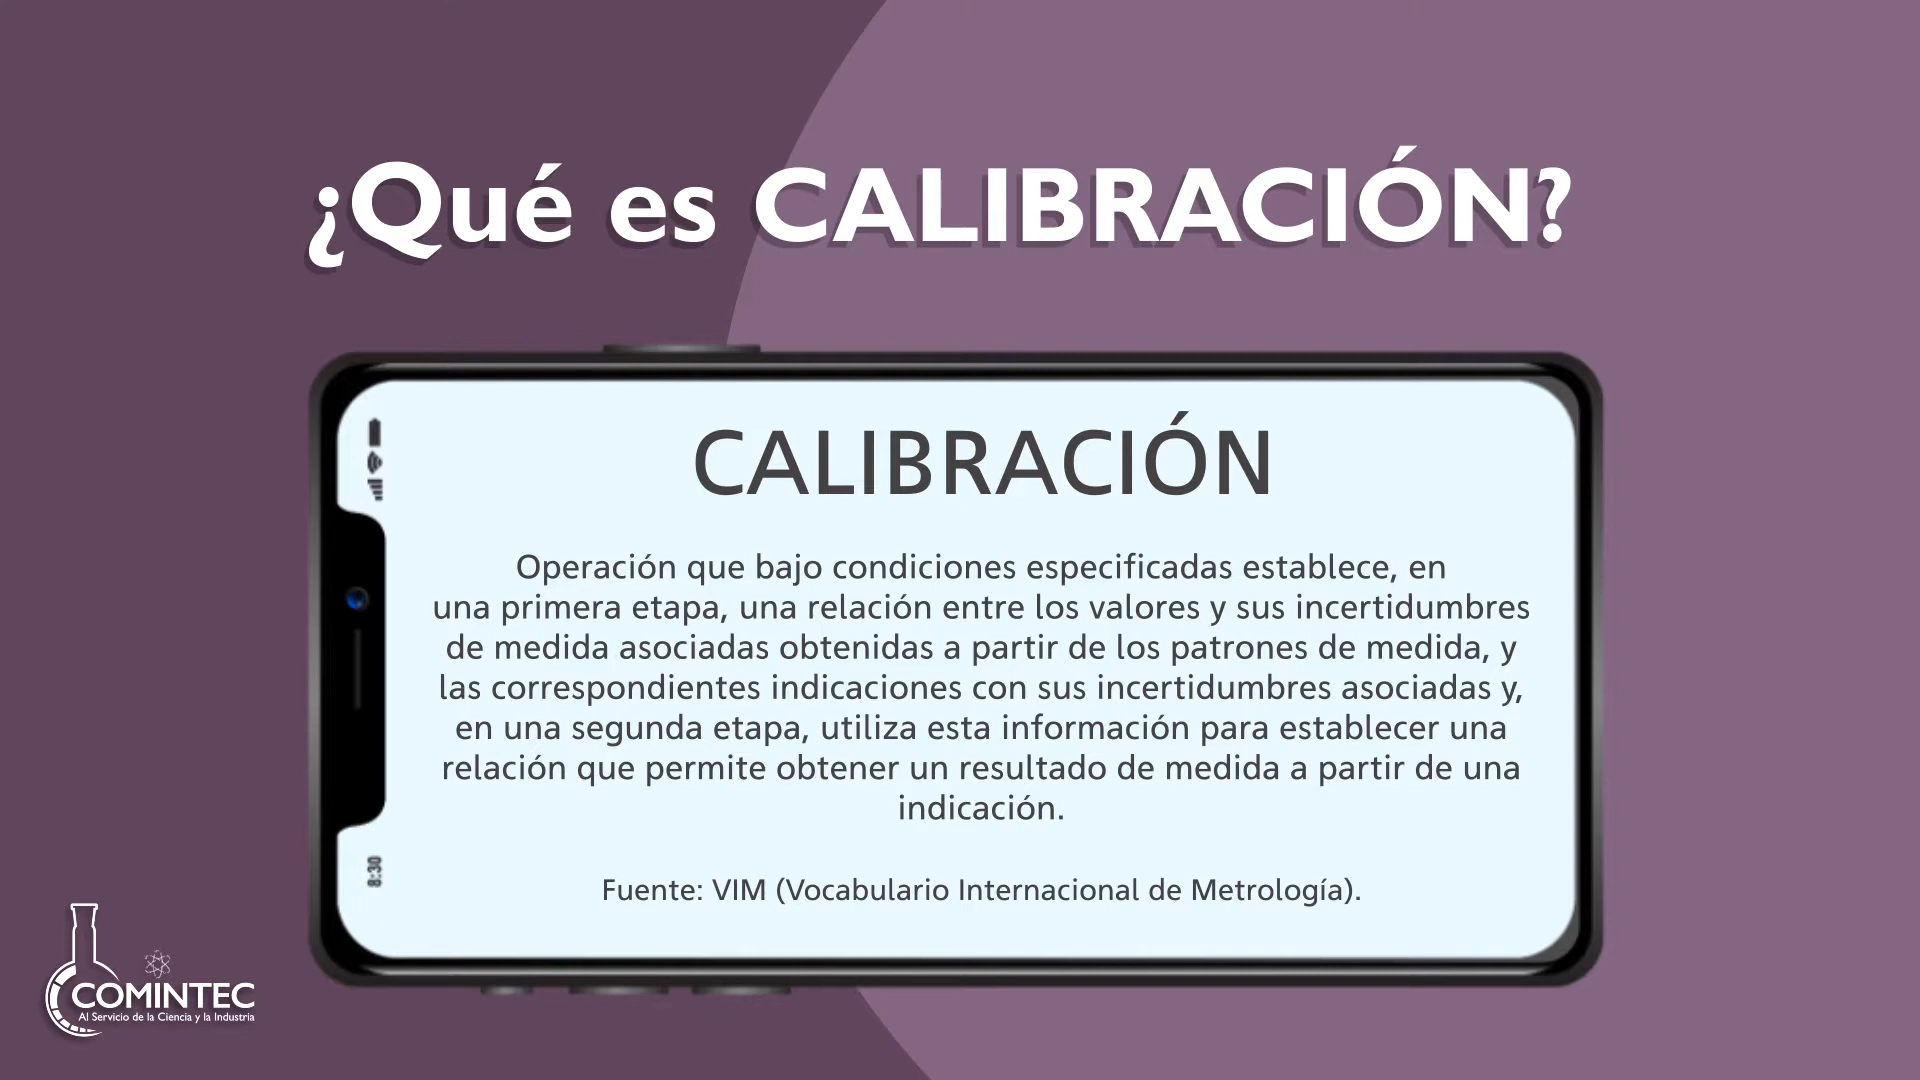 ¿Qué es CALIBRACIÓN?
CALIBRACIÓN
Operación que bajo condiciones especificadas establece, en
una primera etapa, una relación entre los valores y sus incertidumbres
de medida asociadas obtenidas a partir de los patrones de medida, y
las correspondientes indicaciones con sus incertidumbres asociadas y,
en una segunda etapa, utiliza esta información para establecer una
relación que permite obtener un resultado de medida a partir de una
indicación.
Fuente: VIM (Vocabulario Internacional de Metrología).
8:30
COMINTEC
Al Servicio de la Ciencia y la Industria